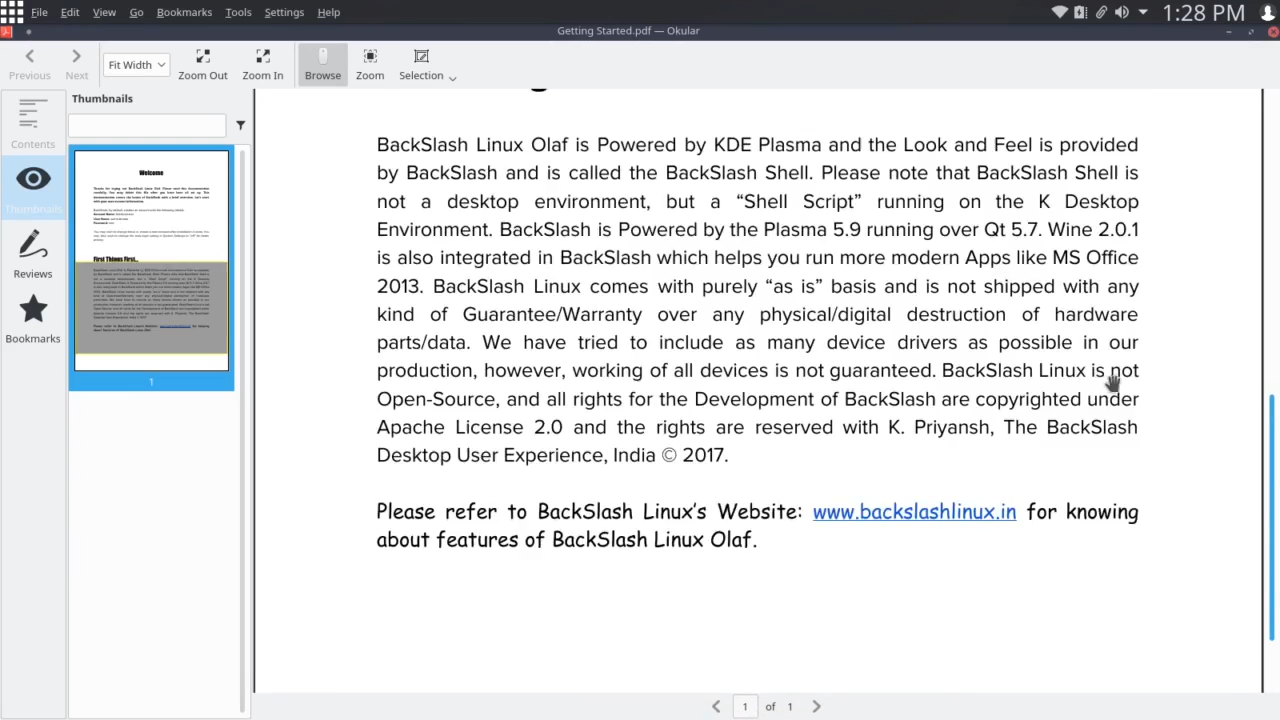 File Edit View Go Bookmarks Tools Settings Help 1:28 PM
Getting Started.pdf — Okular
Previous Next Fit Width Zoom Out Zoom In Browse Zoom Selection
Thumbnails
Contents
Thumbnails
Reviews
Bookmarks
Welcome
First Things First...
1
BackSlash Linux Olaf is Powered by KDE Plasma and the Look and Feel is provided
by BackSlash and is called the BackSlash Shell. Please note that BackSlash Shell is
not a desktop environment, but a “Shell Script” running on the K Desktop
Environment. BackSlash is Powered by the Plasma 5.9 running over Qt 5.7. Wine 2.0.1
is also integrated in BackSlash which helps you run more modern Apps like MS Office
2013. BackSlash Linux comes with purely “as is” basis and is not shipped with any
kind of Guarantee/Warranty over any physical/digital destruction of hardware
parts/data. We have tried to include as many device drivers as possible in our
production, however, working of all devices is not guaranteed. BackSlash Linux is not
Open-Source, and all rights for the Development of BackSlash are copyrighted under
Apache License 2.0 and the rights are reserved with K. Priyansh, The BackSlash
Desktop User Experience, India © 2017.
Please refer to BackSlash Linux’s Website: www.backslashlinux.in for knowing
about features of BackSlash Linux Olaf.
1 of 1